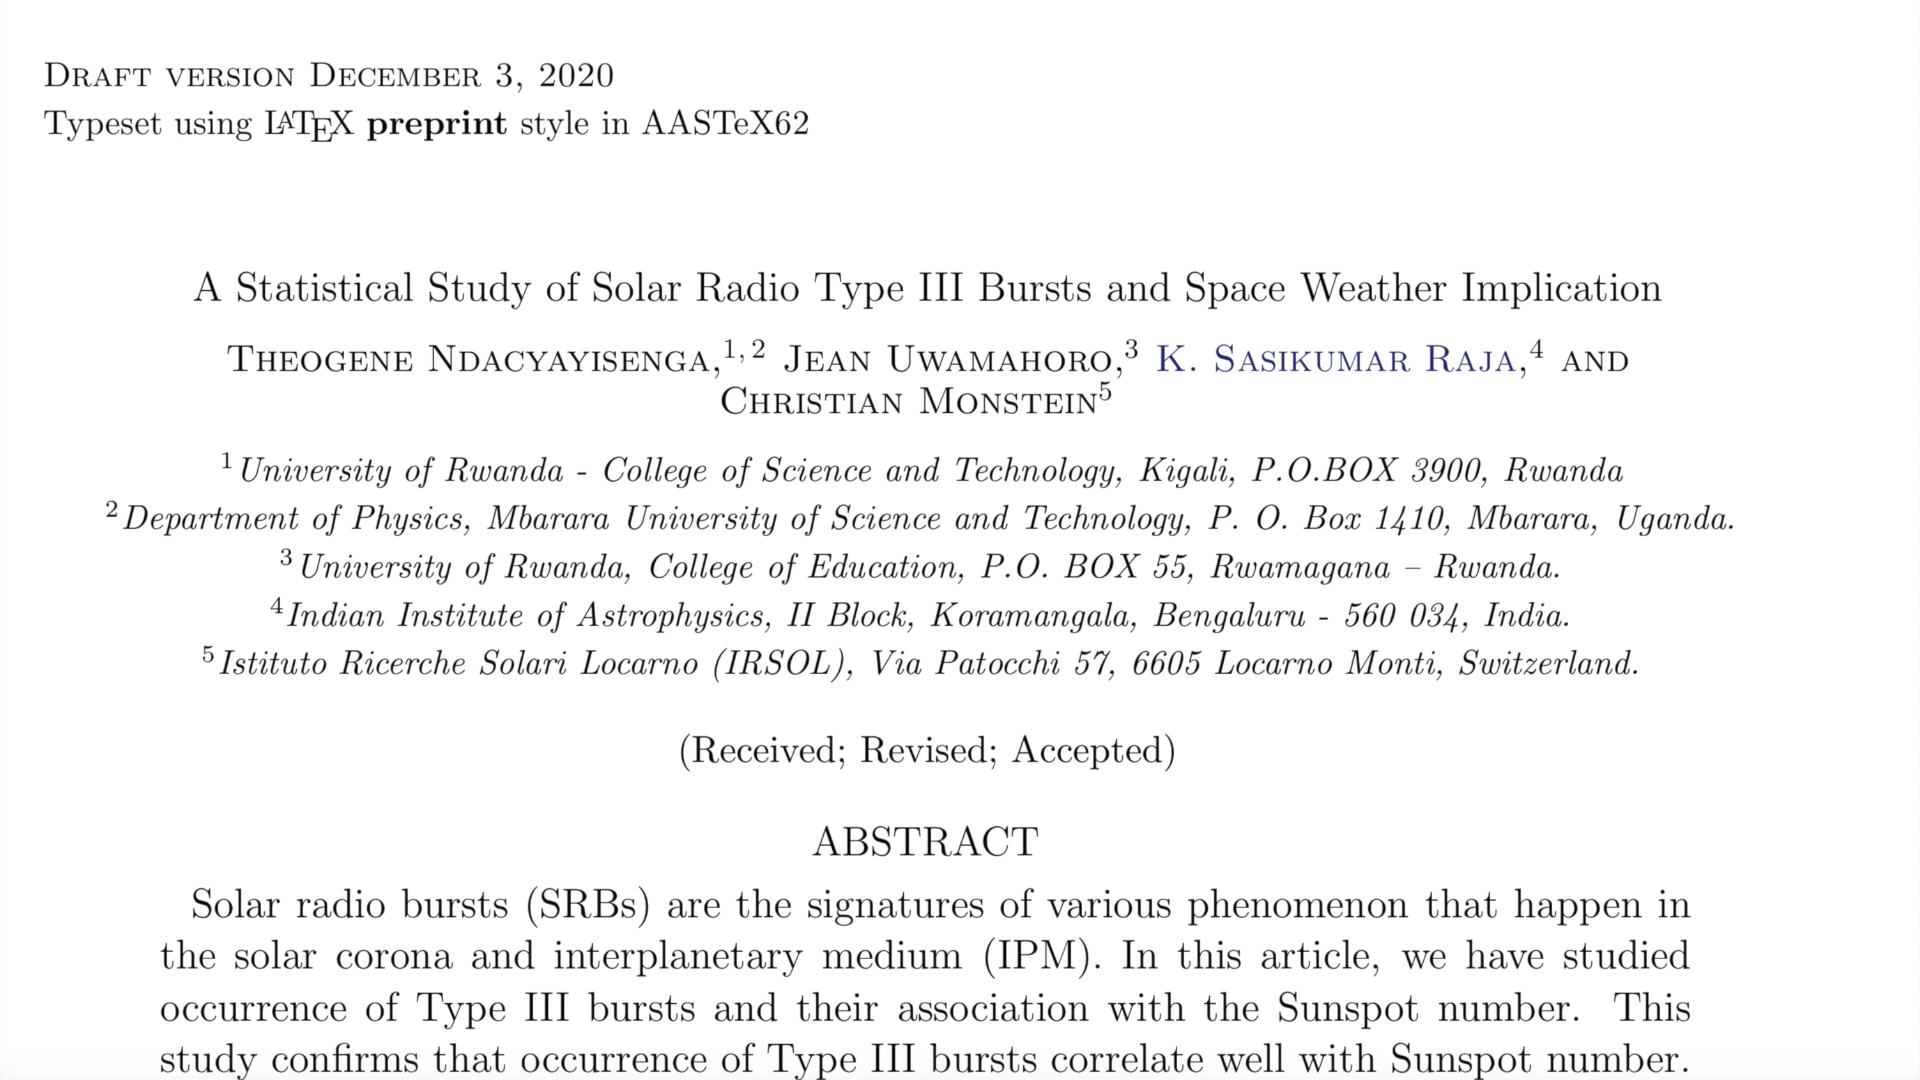 Draft version December 3, 2020
Typeset using LATEX preprint style in AASTeX62
A Statistical Study of Solar Radio Type III Bursts and Space Weather Implication
Theogene Ndacyayisenga,1, 2 Jean Uwamahoro,3 K. Sasikumar Raja,4 and
Christian Monstein5
1University of Rwanda - College of Science and Technology, Kigali, P.O.BOX 3900, Rwanda
2Department of Physics, Mbarara University of Science and Technology, P. O. Box 1410, Mbarara, Uganda.
3University of Rwanda, College of Education, P.O. BOX 55, Rwamagana – Rwanda.
4Indian Institute of Astrophysics, II Block, Koramangala, Bengaluru - 560 034, India.
5Istituto Ricerche Solari Locarno (IRSOL), Via Patocchi 57, 6605 Locarno Monti, Switzerland.
(Received; Revised; Accepted)
ABSTRACT
Solar radio bursts (SRBs) are the signatures of various phenomenon that happen in
the solar corona and interplanetary medium (IPM). In this article, we have studied
occurrence of Type III bursts and their association with the Sunspot number. This
study confirms that occurrence of Type III bursts correlate well with Sunspot number.